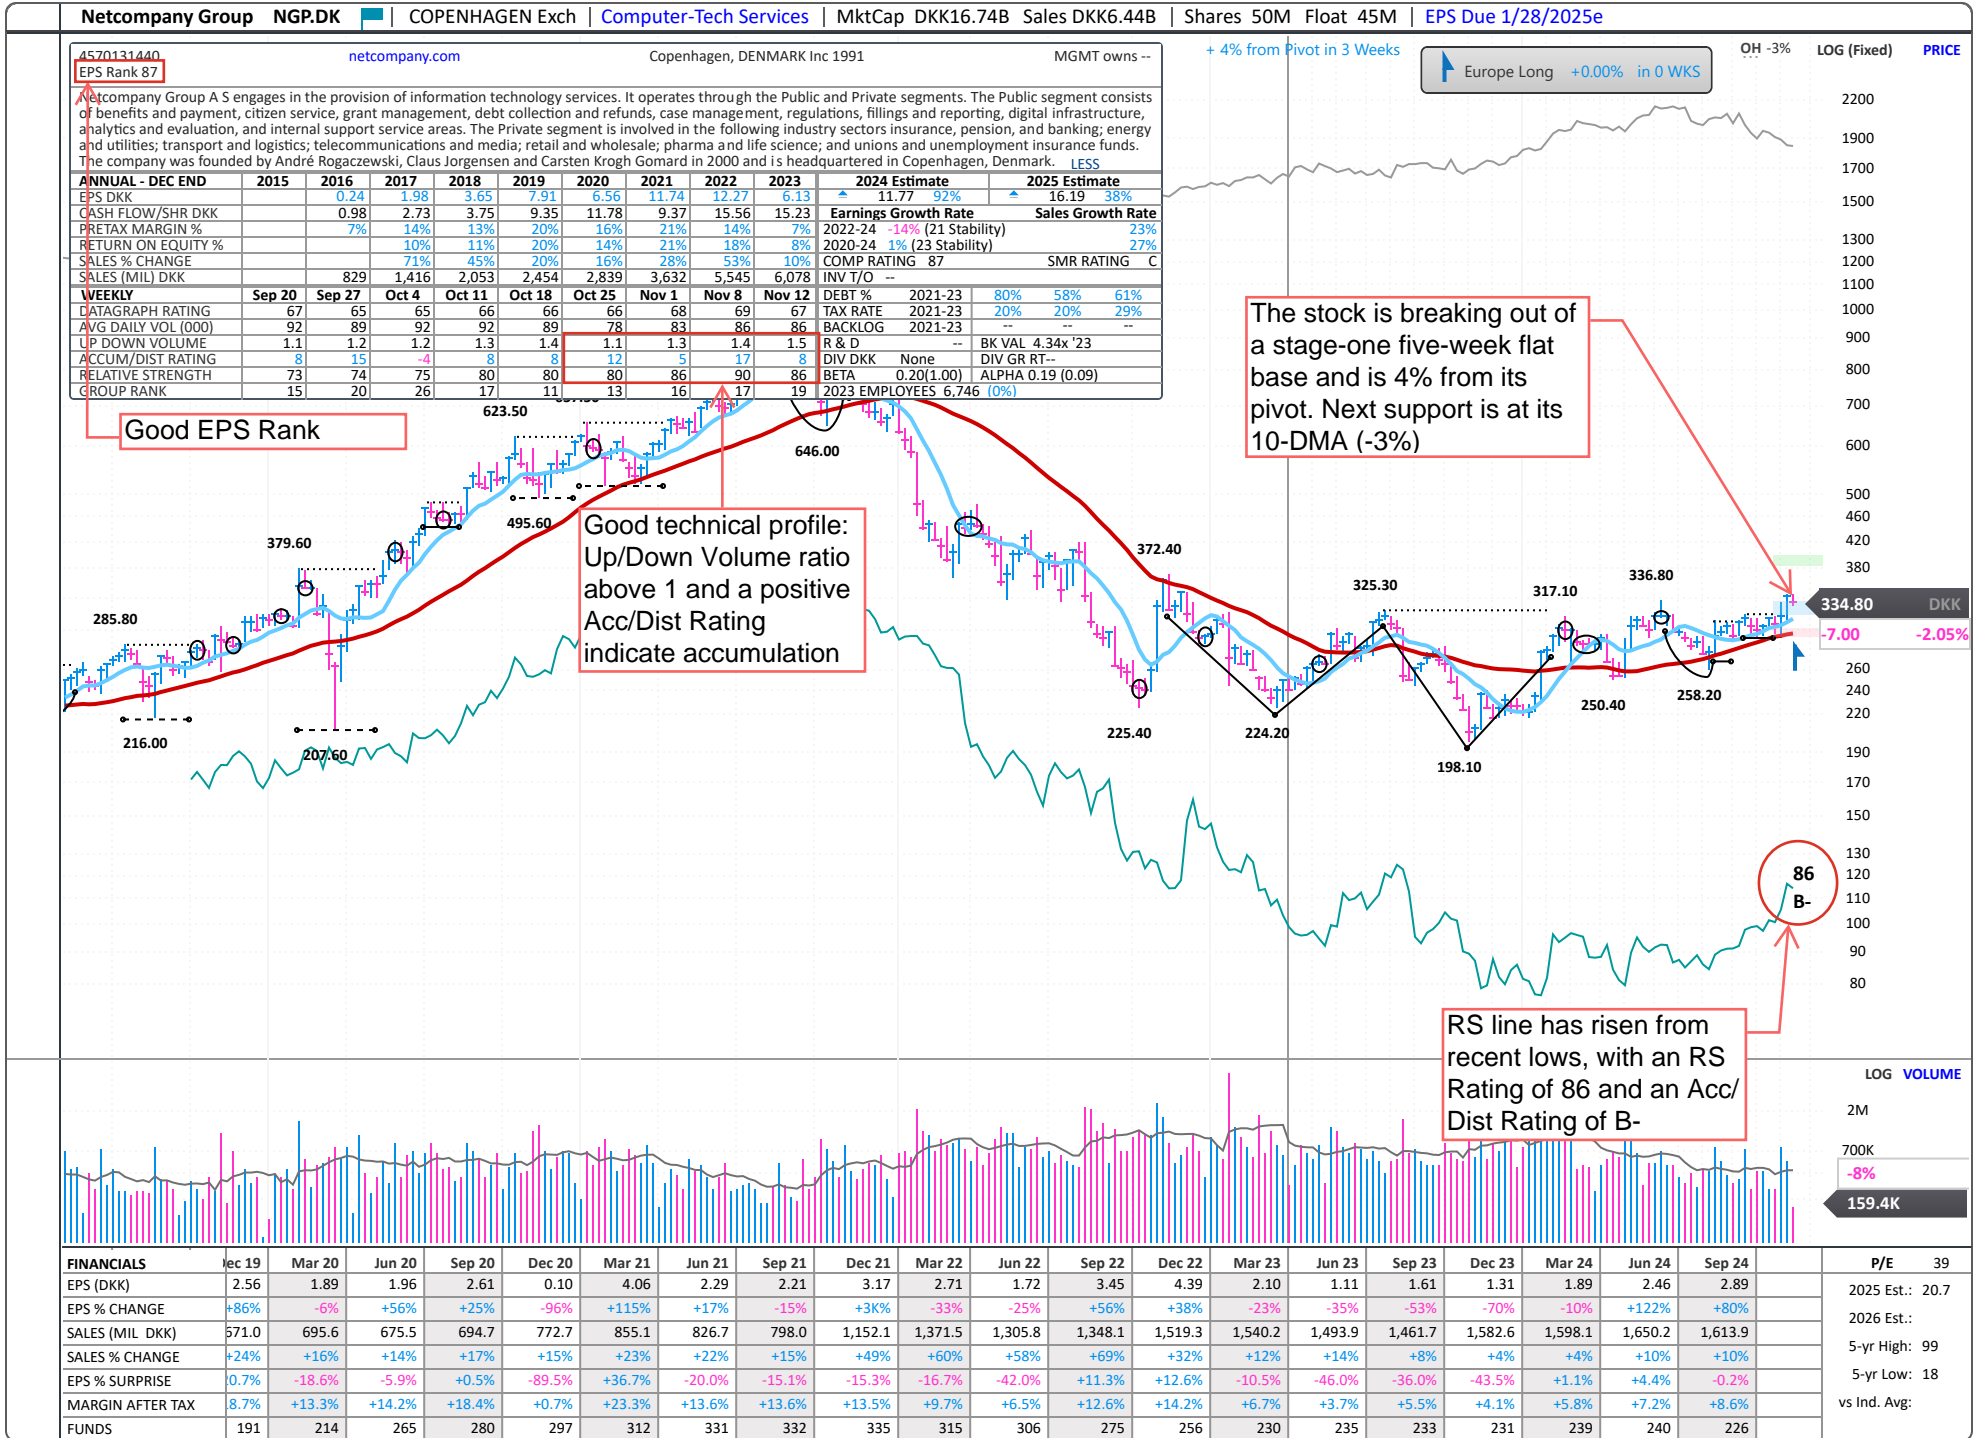 Netcompany Group NGP.DK | COPENHAGEN Exch | Computer-Tech Services | MktCap DKK16.74B Sales DKK6.44B | Shares 50M Float 45M | EPS Due 1/28/2025e
4570131440 netcompany.com Copenhagen, DENMARK Inc 1991 MGMT owns --
EPS Rank 87
Netcompany Group A S engages in the provision of information technology services. It operates through the Public and Private segments. The Public segment consists
of benefits and payment, citizen service, grant management, debt collection and refunds, case management, regulations, fillings and reporting, digital infrastructure,
analytics and evaluation, and internal support service areas. The Private segment is involved in the following industry sectors insurance, pension, and banking; energy
and utilities; transport and logistics; telecommunications and media; retail and wholesale; pharma and life science; and unions and unemployment insurance funds.
The company was founded by André Rogaczewski, Claus Jorgensen and Carsten Krogh Gomard in 2000 and i is headquartered in Copenhagen, Denmark. LESS
ANNUAL - DEC END 2015 2016 2017 2018 2019 2020 2021 2022 2023 2024 Estimate 2025 Estimate
EPS DKK 0.24 1.98 3.65 7.91 6.56 11.74 12.27 6.13 11.77 92% 16.19 38%
CASH FLOW/SHR DKK 0.98 2.73 3.75 9.35 11.78 9.37 15.56 15.23 Earnings Growth Rate Sales Growth Rate
PRETAX MARGIN % 7% 14% 13% 20% 16% 21% 14% 7% 2022-24 -14% (21 Stability) 23%
RETURN ON EQUITY % 10% 11% 20% 14% 21% 18% 8% 2020-24 1% (23 Stability) 27%
SALES % CHANGE 71% 45% 20% 16% 28% 53% 10% COMP RATING 87 SMR RATING C
SALES (MIL) DKK 829 1,416 2,053 2,454 2,839 3,632 5,545 6,078 INV T/O --
WEEKLY Sep 20 Sep 27 Oct 4 Oct 11 Oct 18 Oct 25 Nov 1 Nov 8 Nov 12 DEBT % 2021-23 80% 58% 61%
DATAGRAPH RATING 67 65 65 66 66 66 68 69 67 TAX RATE 2021-23 20% 20% 29%
AVG DAILY VOL (000) 92 89 92 92 89 78 83 86 86 BACKLOG 2021-23 -- -- --
UP DOWN VOLUME 1.1 1.2 1.2 1.3 1.4 1.1 1.3 1.4 1.5 R & D -- BK VAL 4.34x '23
ACCUM/DIST RATING 8 15 -4 8 8 12 5 17 8 DIV DKK None DIV GR RT--
RELATIVE STRENGTH 73 74 75 80 80 80 86 90 86 BETA 0.20(1.00) ALPHA 0.19 (0.09)
GROUP RANK 15 20 26 17 11 13 16 17 19 2023 EMPLOYEES 6,746 (0%)
+ 4% from Pivot in 3 Weeks
Europe Long +0.00% in 0 WKS
OH -3% LOG (Fixed) PRICE
2200
1900
1700
1500
1300
1200
1100
1000
900
800
700
600
500
460
420
380
334.80 DKK
-7.00 -2.05%
260
240
220
190
170
150
130
120
110
100
90
80
Good EPS Rank
Good technical profile:
Up/Down Volume ratio
above 1 and a positive
Acc/Dist Rating
indicate accumulation
The stock is breaking out of
a stage-one five-week flat
base and is 4% from its
pivot. Next support is at its
10-DMA (-3%)
285.80
216.00
379.60
207.60
623.50
495.60
646.00
372.40
225.40
224.20
325.30
198.10
317.10
250.40
336.80
258.20
86
B-
RS line has risen from
recent lows, with an RS
Rating of 86 and an Acc/
Dist Rating of B-
LOG VOLUME
2M
700K
-8%
159.4K
FINANCIALS ec 19 Mar 20 Jun 20 Sep 20 Dec 20 Mar 21 Jun 21 Sep 21 Dec 21 Mar 22 Jun 22 Sep 22 Dec 22 Mar 23 Jun 23 Sep 23 Dec 23 Mar 24 Jun 24 Sep 24
EPS (DKK) 2.56 1.89 1.96 2.61 0.10 4.06 2.29 2.21 3.17 2.71 1.72 3.45 4.39 2.10 1.11 1.61 1.31 1.89 2.46 2.89
EPS % CHANGE +86% -6% +56% +25% -96% +115% +17% -15% +3K% -33% -25% +56% +38% -23% -35% -53% -70% -10% +122% +80%
SALES (MIL DKK) 671.0 695.6 675.5 694.7 772.7 855.1 826.7 798.0 1,152.1 1,371.5 1,305.8 1,348.1 1,519.3 1,540.2 1,493.9 1,461.7 1,582.6 1,598.1 1,650.2 1,613.9
SALES % CHANGE +24% +16% +14% +17% +15% +23% +22% +15% +49% +60% +58% +69% +32% +12% +14% +8% +4% +4% +10% +10%
EPS % SURPRISE 0.7% -18.6% -5.9% +0.5% -89.5% +36.7% -20.0% -15.1% -15.3% -16.7% -42.0% +11.3% +12.6% -10.5% -46.0% -36.0% -43.5% +1.1% +4.4% -0.2%
MARGIN AFTER TAX 8.7% +13.3% +14.2% +18.4% +0.7% +23.3% +13.6% +13.6% +13.5% +9.7% +6.5% +12.6% +14.2% +6.7% +3.7% +5.5% +4.1% +5.8% +7.2% +8.6%
FUNDS 191 214 265 280 297 312 331 332 335 315 306 275 256 230 235 233 231 239 240 226
P/E 39
2025 Est.: 20.7
2026 Est.:
5-yr High: 99
5-yr Low: 18
vs Ind. Avg: